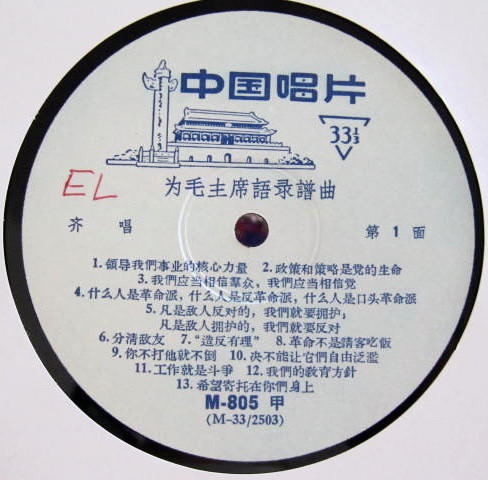 中国唱片
33⅓
EL
为毛主席語录譜曲
齐 唱
第 1 面
1. 领导我們事业的核心力量 2. 政策和策略是党的生命
3. 我們应当相信羣众，我們应当相信党
4. 什么人是革命派，什么人是反革命派，什么人是口头革命派
5. 凡是敌人反对的，我們就要拥护；
凡是敌人拥护的，我們就要反对
6. 分清敌友 7. “造反有理” 8. 革命不是請客吃飯
9. 你不打他就不倒 10. 决不能让它們自由泛滥
11. 工作就是斗爭 12. 我們的教育方針
13. 希望寄托在你們身上
M-805 甲
(M-33/2503)